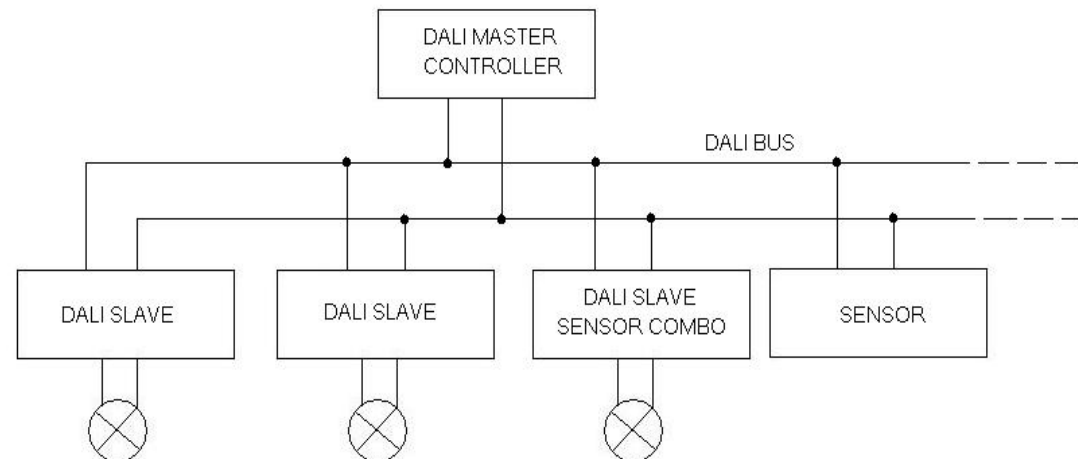 DALI MASTER
CONTROLLER
DALI BUS
DALI SLAVE
DALI SLAVE
DALI SLAVE
SENSOR COMBO
SENSOR